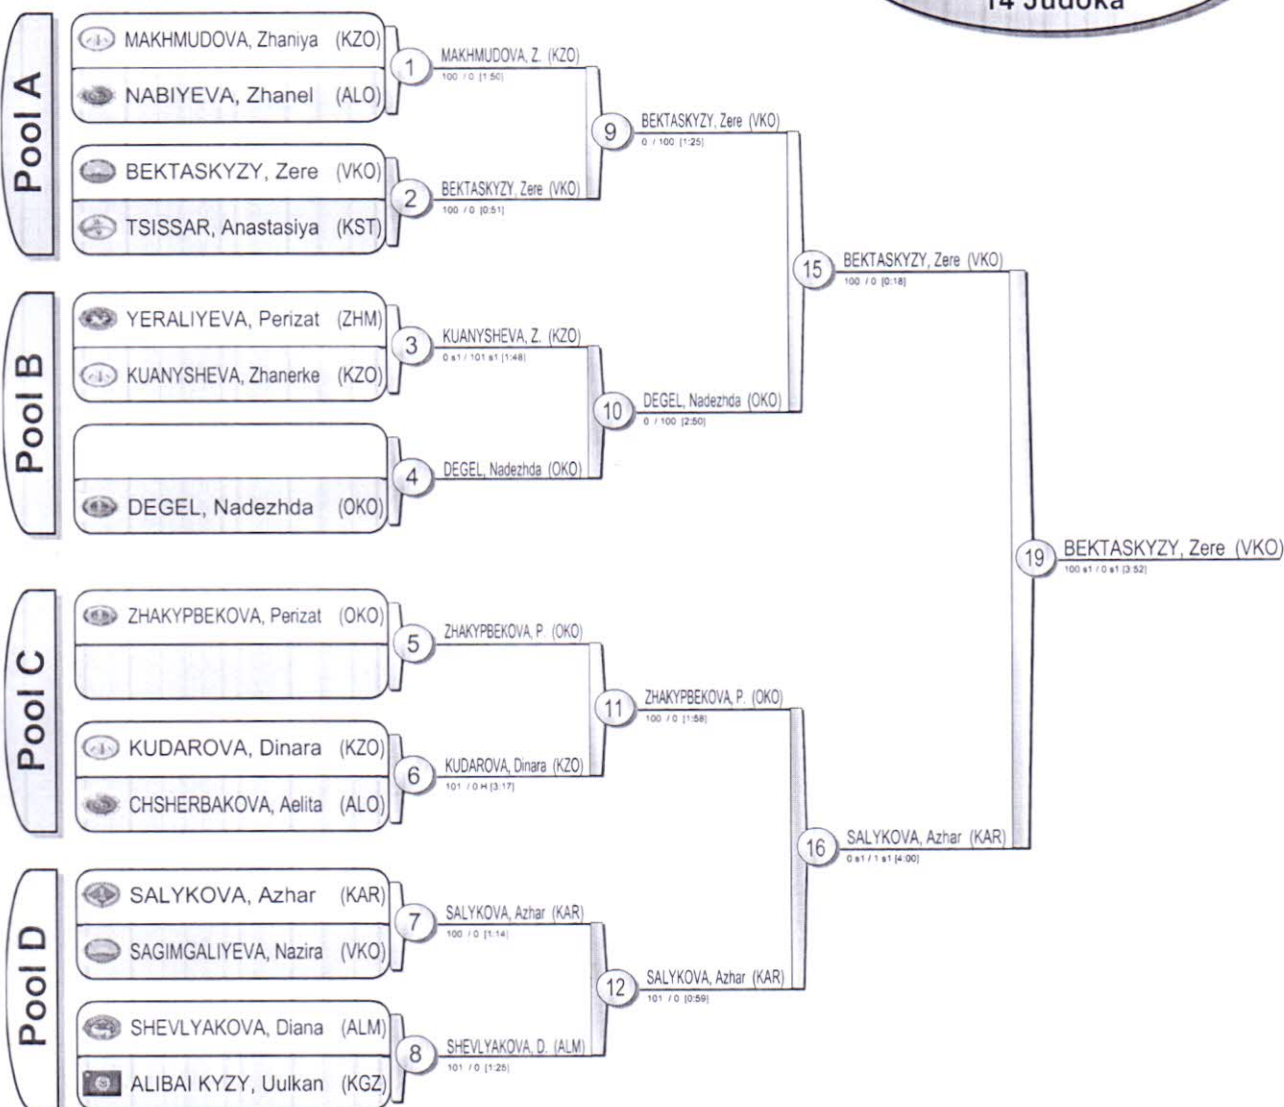 14 Judoka
Pool A
MAKHMUDOVA, Zhaniya (KZO)
NABIYEVA, Zhanel (ALO)
1
MAKHMUDOVA, Z. (KZO)
100 / 0 [1:50]
BEKTASKYZY, Zere (VKO)
TSISSAR, Anastasiya (KST)
2
BEKTASKYZY, Zere (VKO)
100 / 0 [0:51]
9
BEKTASKYZY, Zere (VKO)
0 / 100 [1:25]
Pool B
YERALIYEVA, Perizat (ZHM)
KUANYSHEVA, Zhanerke (KZO)
3
KUANYSHEVA, Z. (KZO)
0 s1 / 101 s1 [1:48]
DEGEL, Nadezhda (OKO)
4
DEGEL, Nadezhda (OKO)
10
DEGEL, Nadezhda (OKO)
0 / 100 [2:50]
15
BEKTASKYZY, Zere (VKO)
100 / 0 [0:18]
Pool C
ZHAKYPBEKOVA, Perizat (OKO)
5
ZHAKYPBEKOVA, P. (OKO)
KUDAROVA, Dinara (KZO)
CHSHERBAKOVA, Aelita (ALO)
6
KUDAROVA, Dinara (KZO)
101 / 0 H [3:17]
11
ZHAKYPBEKOVA, P. (OKO)
100 / 0 [1:58]
Pool D
SALYKOVA, Azhar (KAR)
SAGIMGALIYEVA, Nazira (VKO)
7
SALYKOVA, Azhar (KAR)
100 / 0 [1:14]
SHEVLYAKOVA, Diana (ALM)
ALIBAI KYZY, Uulkan (KGZ)
8
SHEVLYAKOVA, D. (ALM)
101 / 0 [1:25]
12
SALYKOVA, Azhar (KAR)
101 / 0 [0:59]
16
SALYKOVA, Azhar (KAR)
0 s1 / 1 s1 [4:00]
19
BEKTASKYZY, Zere (VKO)
100 s1 / 0 s1 [3:52]